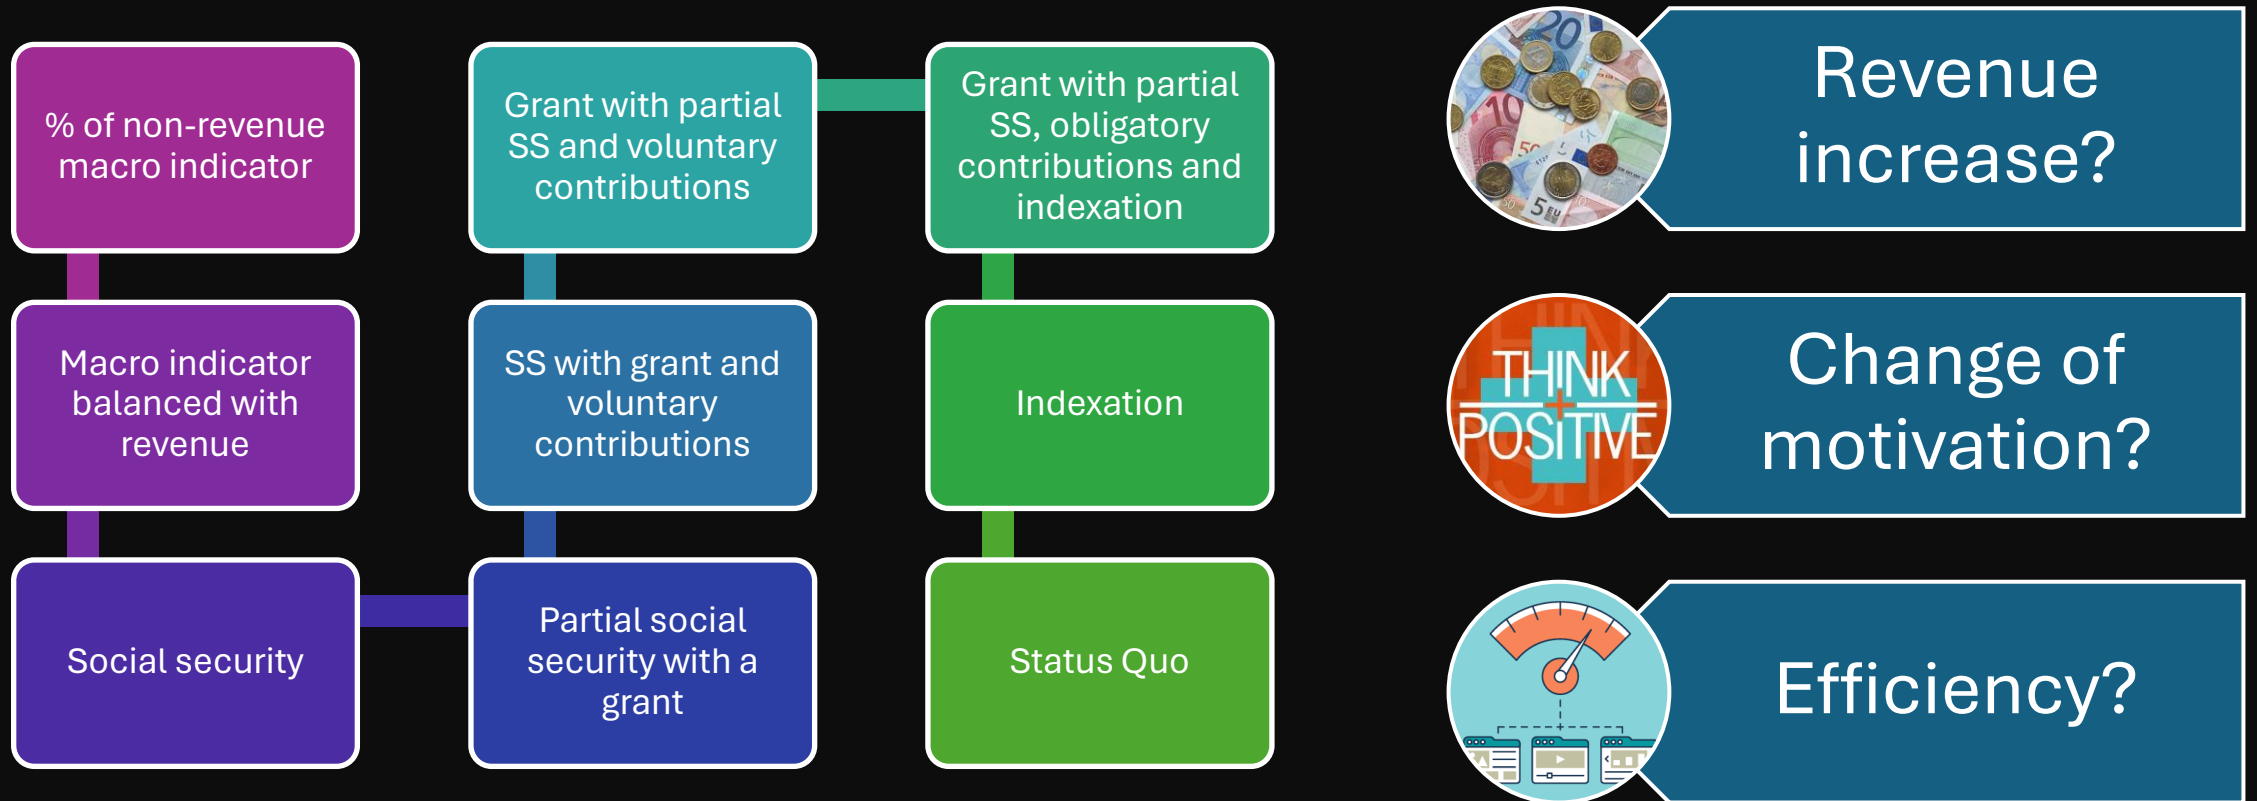 % of non-revenue
macro indicator
Macro indicator
balanced with
revenue
Social security
Partial social
security with a
grant
SS with grant and
voluntary
contributions
Grant with partial
SS and voluntary
contributions
Grant with partial
SS, obligatory
contributions and
indexation
Indexation
Status Quo
Revenue
increase?
THINK
POSITIVE
Change of
motivation?
Efficiency?